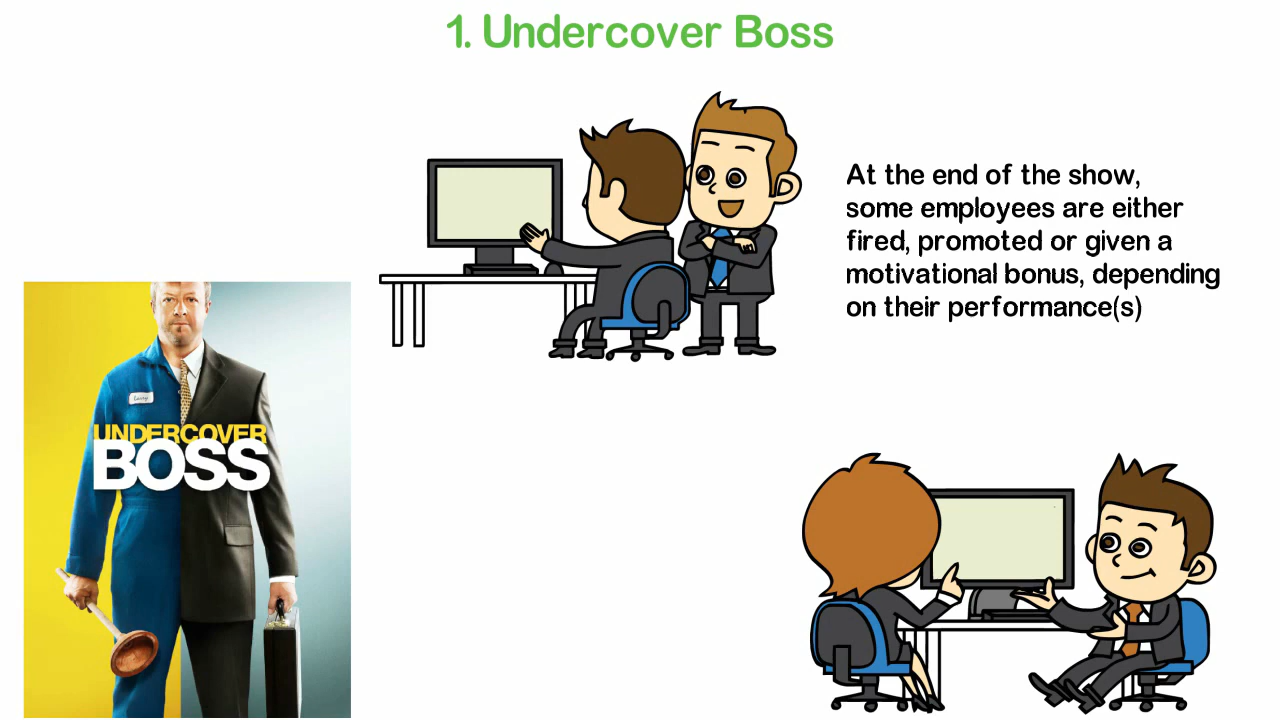 1. Undercover Boss
At the end of the show,
some employees are either
fired, promoted or given a
motivational bonus, depending
on their performance(s)
Larry
UNDERCOVER
BOSS